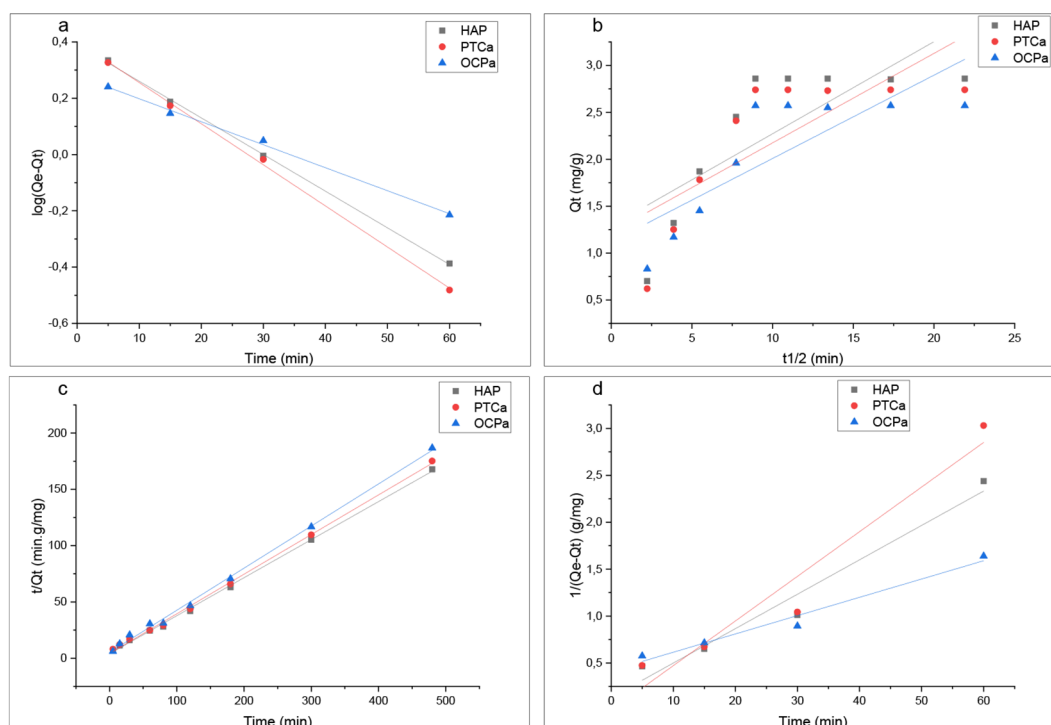 a
HAP
PTCa
OCPa
0,4
0,2
0,0
-0,2
-0,4
-0,6
log(Qe-Qt)
0
10
20
30
40
50
60
Time (min)
b
HAP
PTCa
OCPa
3,0
2,5
2,0
1,5
1,0
0,5
Qt (mg/g)
0
5
10
15
20
25
t1/2 (min)
c
HAP
PTCa
OCPa
200
150
100
50
0
t/Qt (min.g/mg)
0
100
200
300
400
500
Time (min)
d
HAP
PTCa
OCPa
3,0
2,5
2,0
1,5
1,0
0,5
1/(Qe-Qt) (g/mg)
0
10
20
30
40
50
60
Time (min)